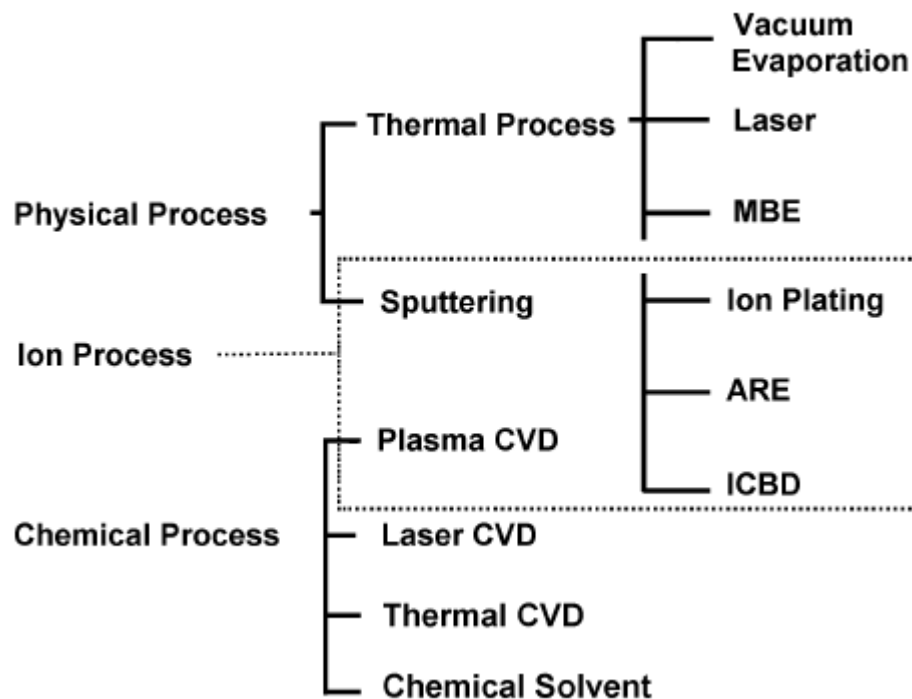 Vacuum
Evaporation
Thermal Process
Laser
Physical Process
MBE
Sputtering
Ion Plating
Ion Process
ARE
Plasma CVD
ICBD
Chemical Process
Laser CVD
Thermal CVD
Chemical Solvent